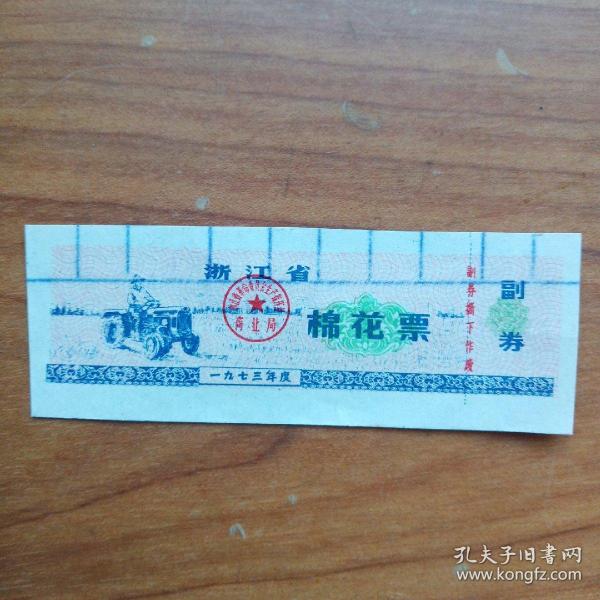 浙江省
商业局
棉花票
一九七三年度
副券撕下作废
副券
孔夫子旧书网
www.kongfz.com